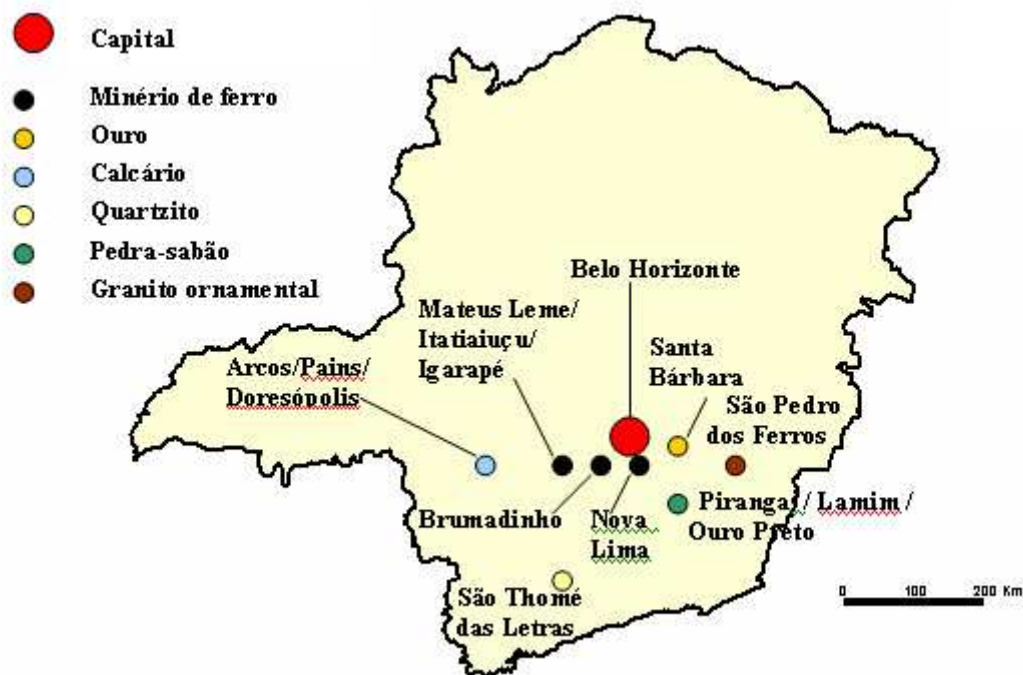 Capital
Minério de ferro
Ouro
Calcário
Quartzito
Pedra-sabão
Granito ornamental
Belo Horizonte
Mateus Leme/
Itatiaiuçu/
Igarapé
Santa
Bárbara
Arcos/Pains/
Doresópolis
São Pedro
dos Ferros
Piranga / Lamim /
Ouro Preto
Brumadinho
Nova
Lima
São Thomé
das Letras
0 100 200 Km